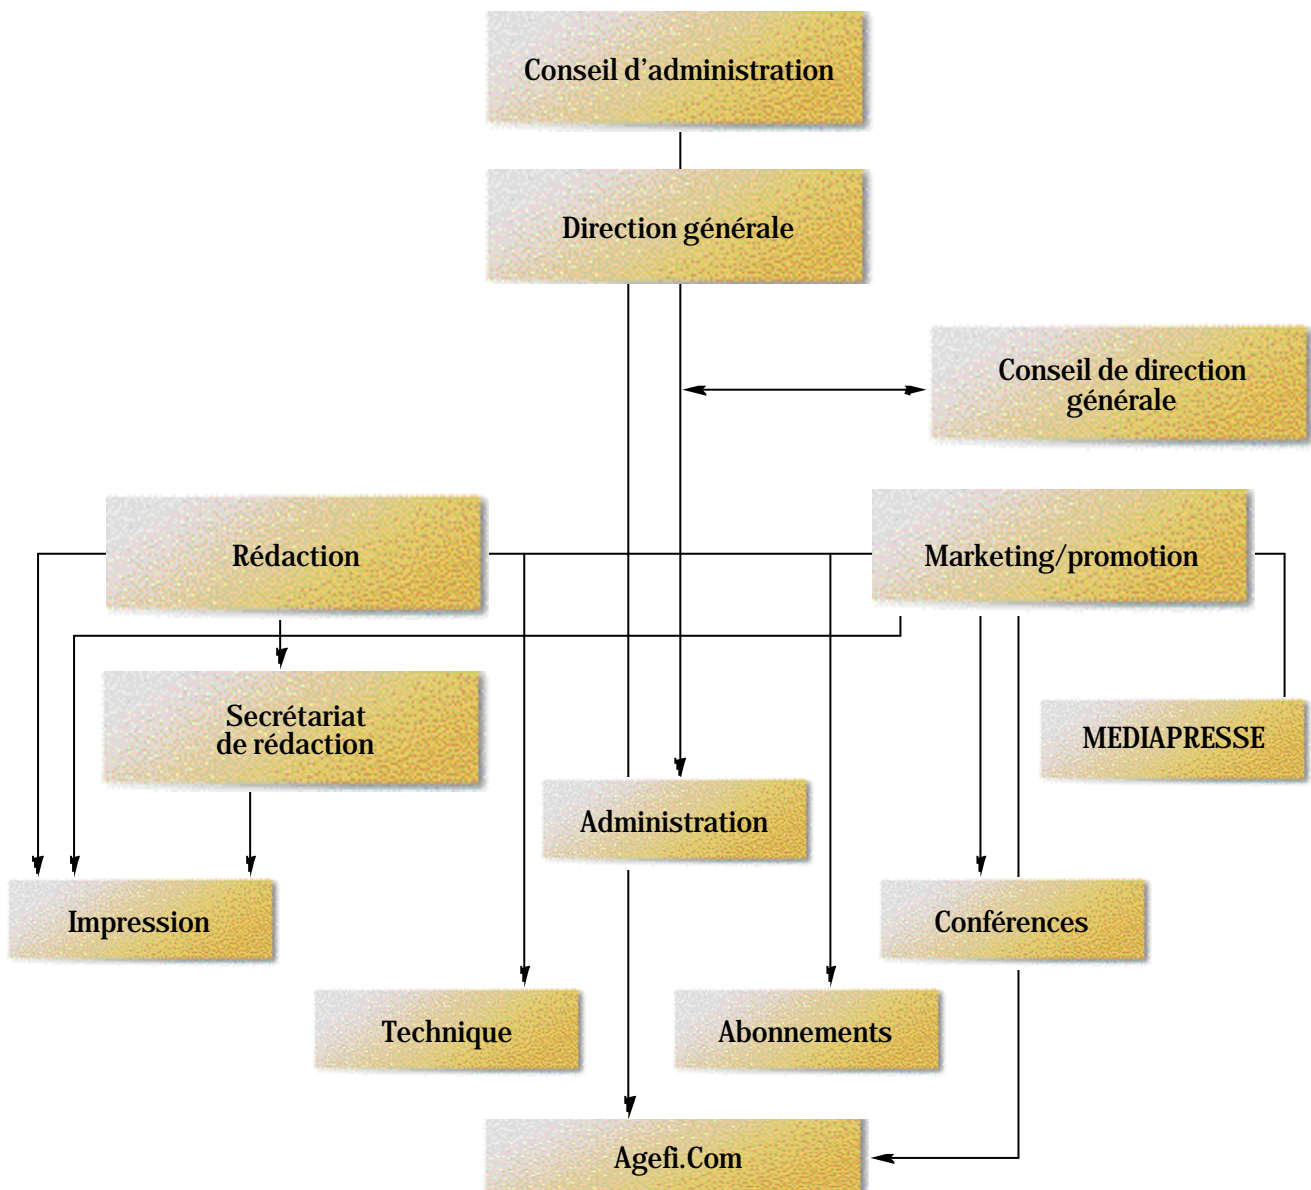 Conseil d'administration
Direction générale
Conseil de direction
générale
Rédaction
Marketing/promotion
Secrétariat
de rédaction
MEDIAPRESSE
Administration
Impression
Conférences
Technique
Abonnements
Agefi.Com